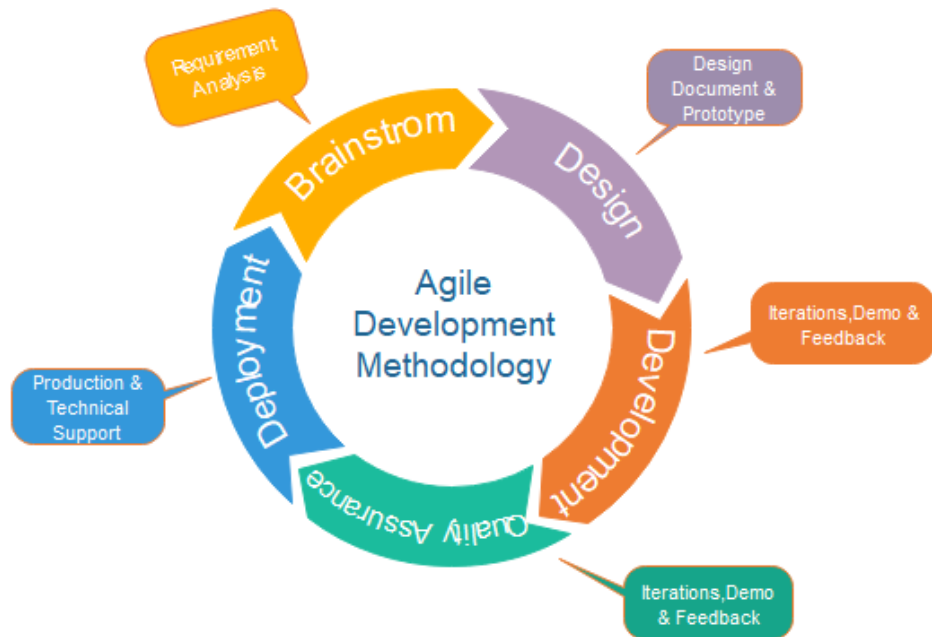 Requirement
Analysis
Brainstrom
Design
Document &
Prototype
Design
Iterations,Demo &
Feedback
Development
Agile
Development
Methodology
Deployment
Production &
Technical
Support
Quality Assurance
Iterations,Demo
& Feedback